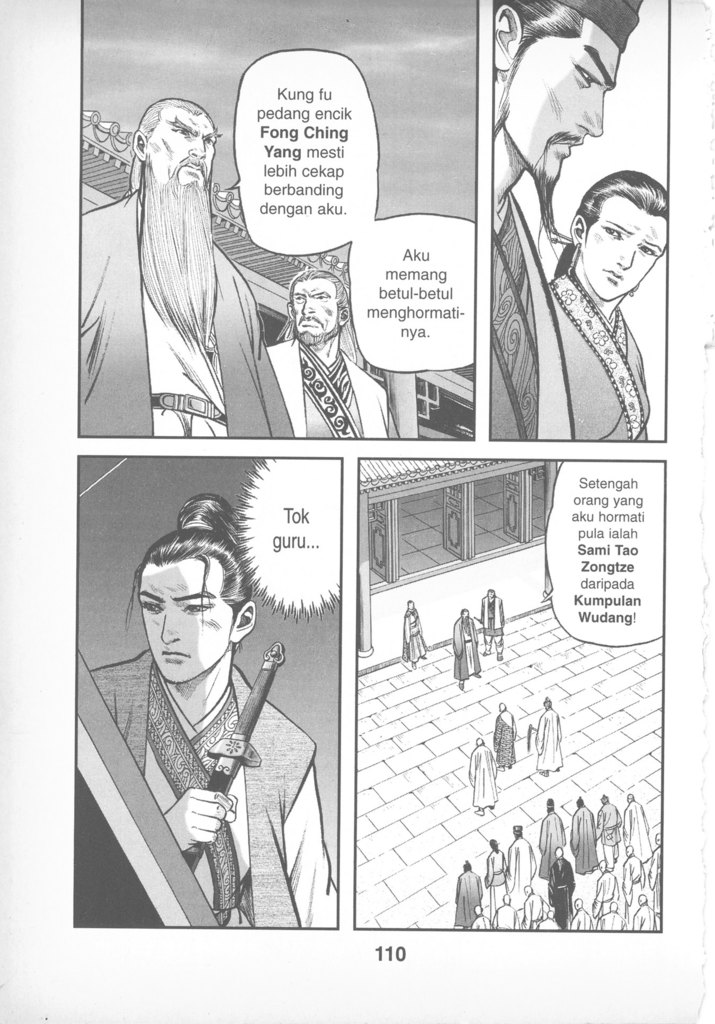 Kung fu
pedang encik
Fong Ching
Yang mesti
lebih cekap
berbanding
dengan aku.
Aku
memang
betul-betul
menghormati-
nya.
Tok
guru...
Setengah
orang yang
aku hormati
pula ialah
Sami Tao
Zongtze
daripada
Kumpulan
Wudang!
110